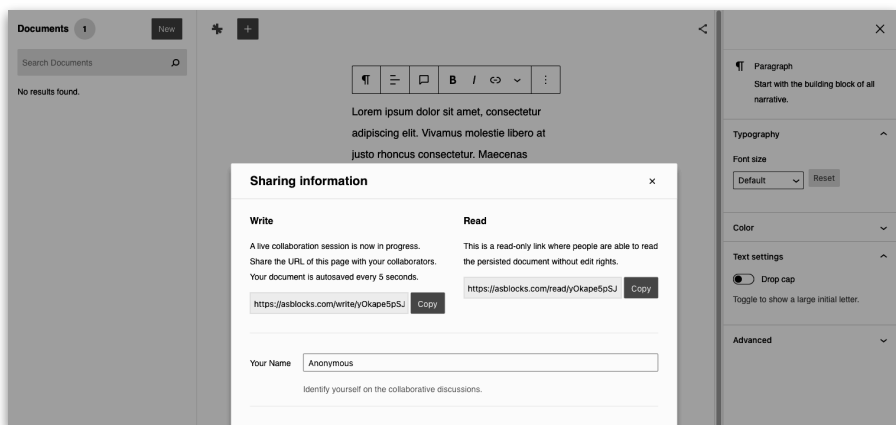 Documents 1 New
Search Documents
No results found.
B I
Lorem ipsum dolor sit amet, consectetur
adipiscing elit. Vivamus molestie libero at
justo rhoncus consectetur. Maecenas
Sharing information
Write
A live collaboration session is now in progress.
Share the URL of this page with your collaborators.
Your document is autosaved every 5 seconds.
https://asblocks.com/write/yOkape5pSJ Copy
Read
This is a read-only link where people are able to read
the persisted document without edit rights.
https://asblocks.com/read/yOkape5pSJ Copy
Your Name Anonymous
Identify yourself on the collaborative discussions.
Paragraph
Start with the building block of all
narrative.
Typography
Font size
Default Reset
Color
Text settings
Drop cap
Toggle to show a large initial letter.
Advanced